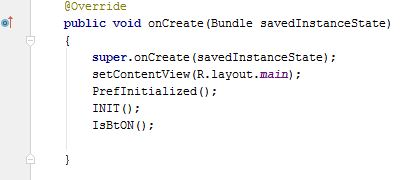 @Override
public void onCreate(Bundle savedInstanceState)
{
super.onCreate(savedInstanceState);
setContentView(R.layout.main);
PrefInitialized();
INIT();
IsBtON();
}